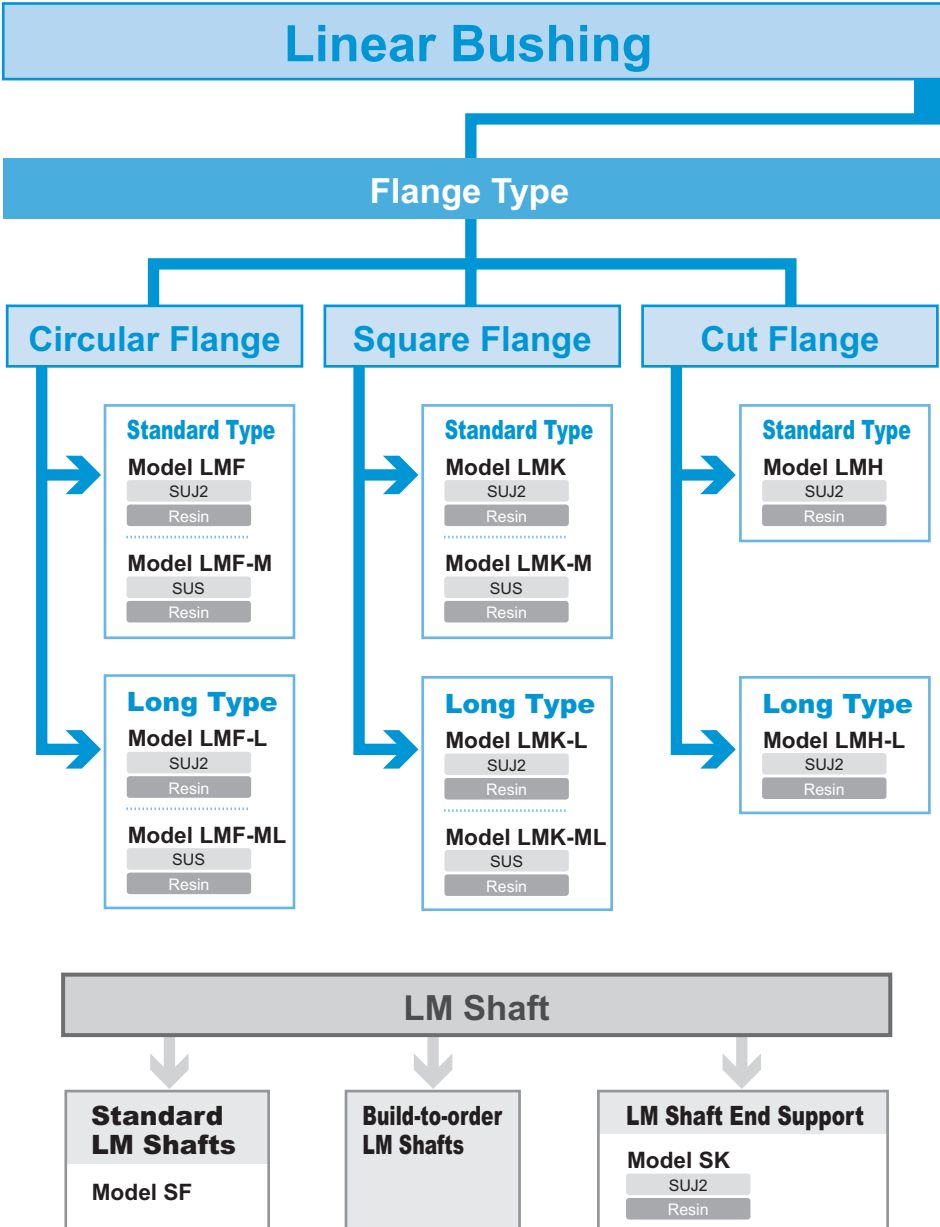 Linear Bushing
Flange Type
Circular Flange
Square Flange
Cut Flange
Standard Type
Model LMF
SUJ2
Resin
Model LMF-M
SUS
Resin
Standard Type
Model LMK
SUJ2
Resin
Model LMK-M
SUS
Resin
Standard Type
Model LMH
SUJ2
Resin
Long Type
Model LMF-L
SUJ2
Resin
Model LMF-ML
SUS
Resin
Long Type
Model LMK-L
SUJ2
Resin
Model LMK-ML
SUS
Resin
Long Type
Model LMH-L
SUJ2
Resin
LM Shaft
Standard
LM Shafts
Model SF
Build-to-order
LM Shafts
LM Shaft End Support
Model SK
SUJ2
Resin